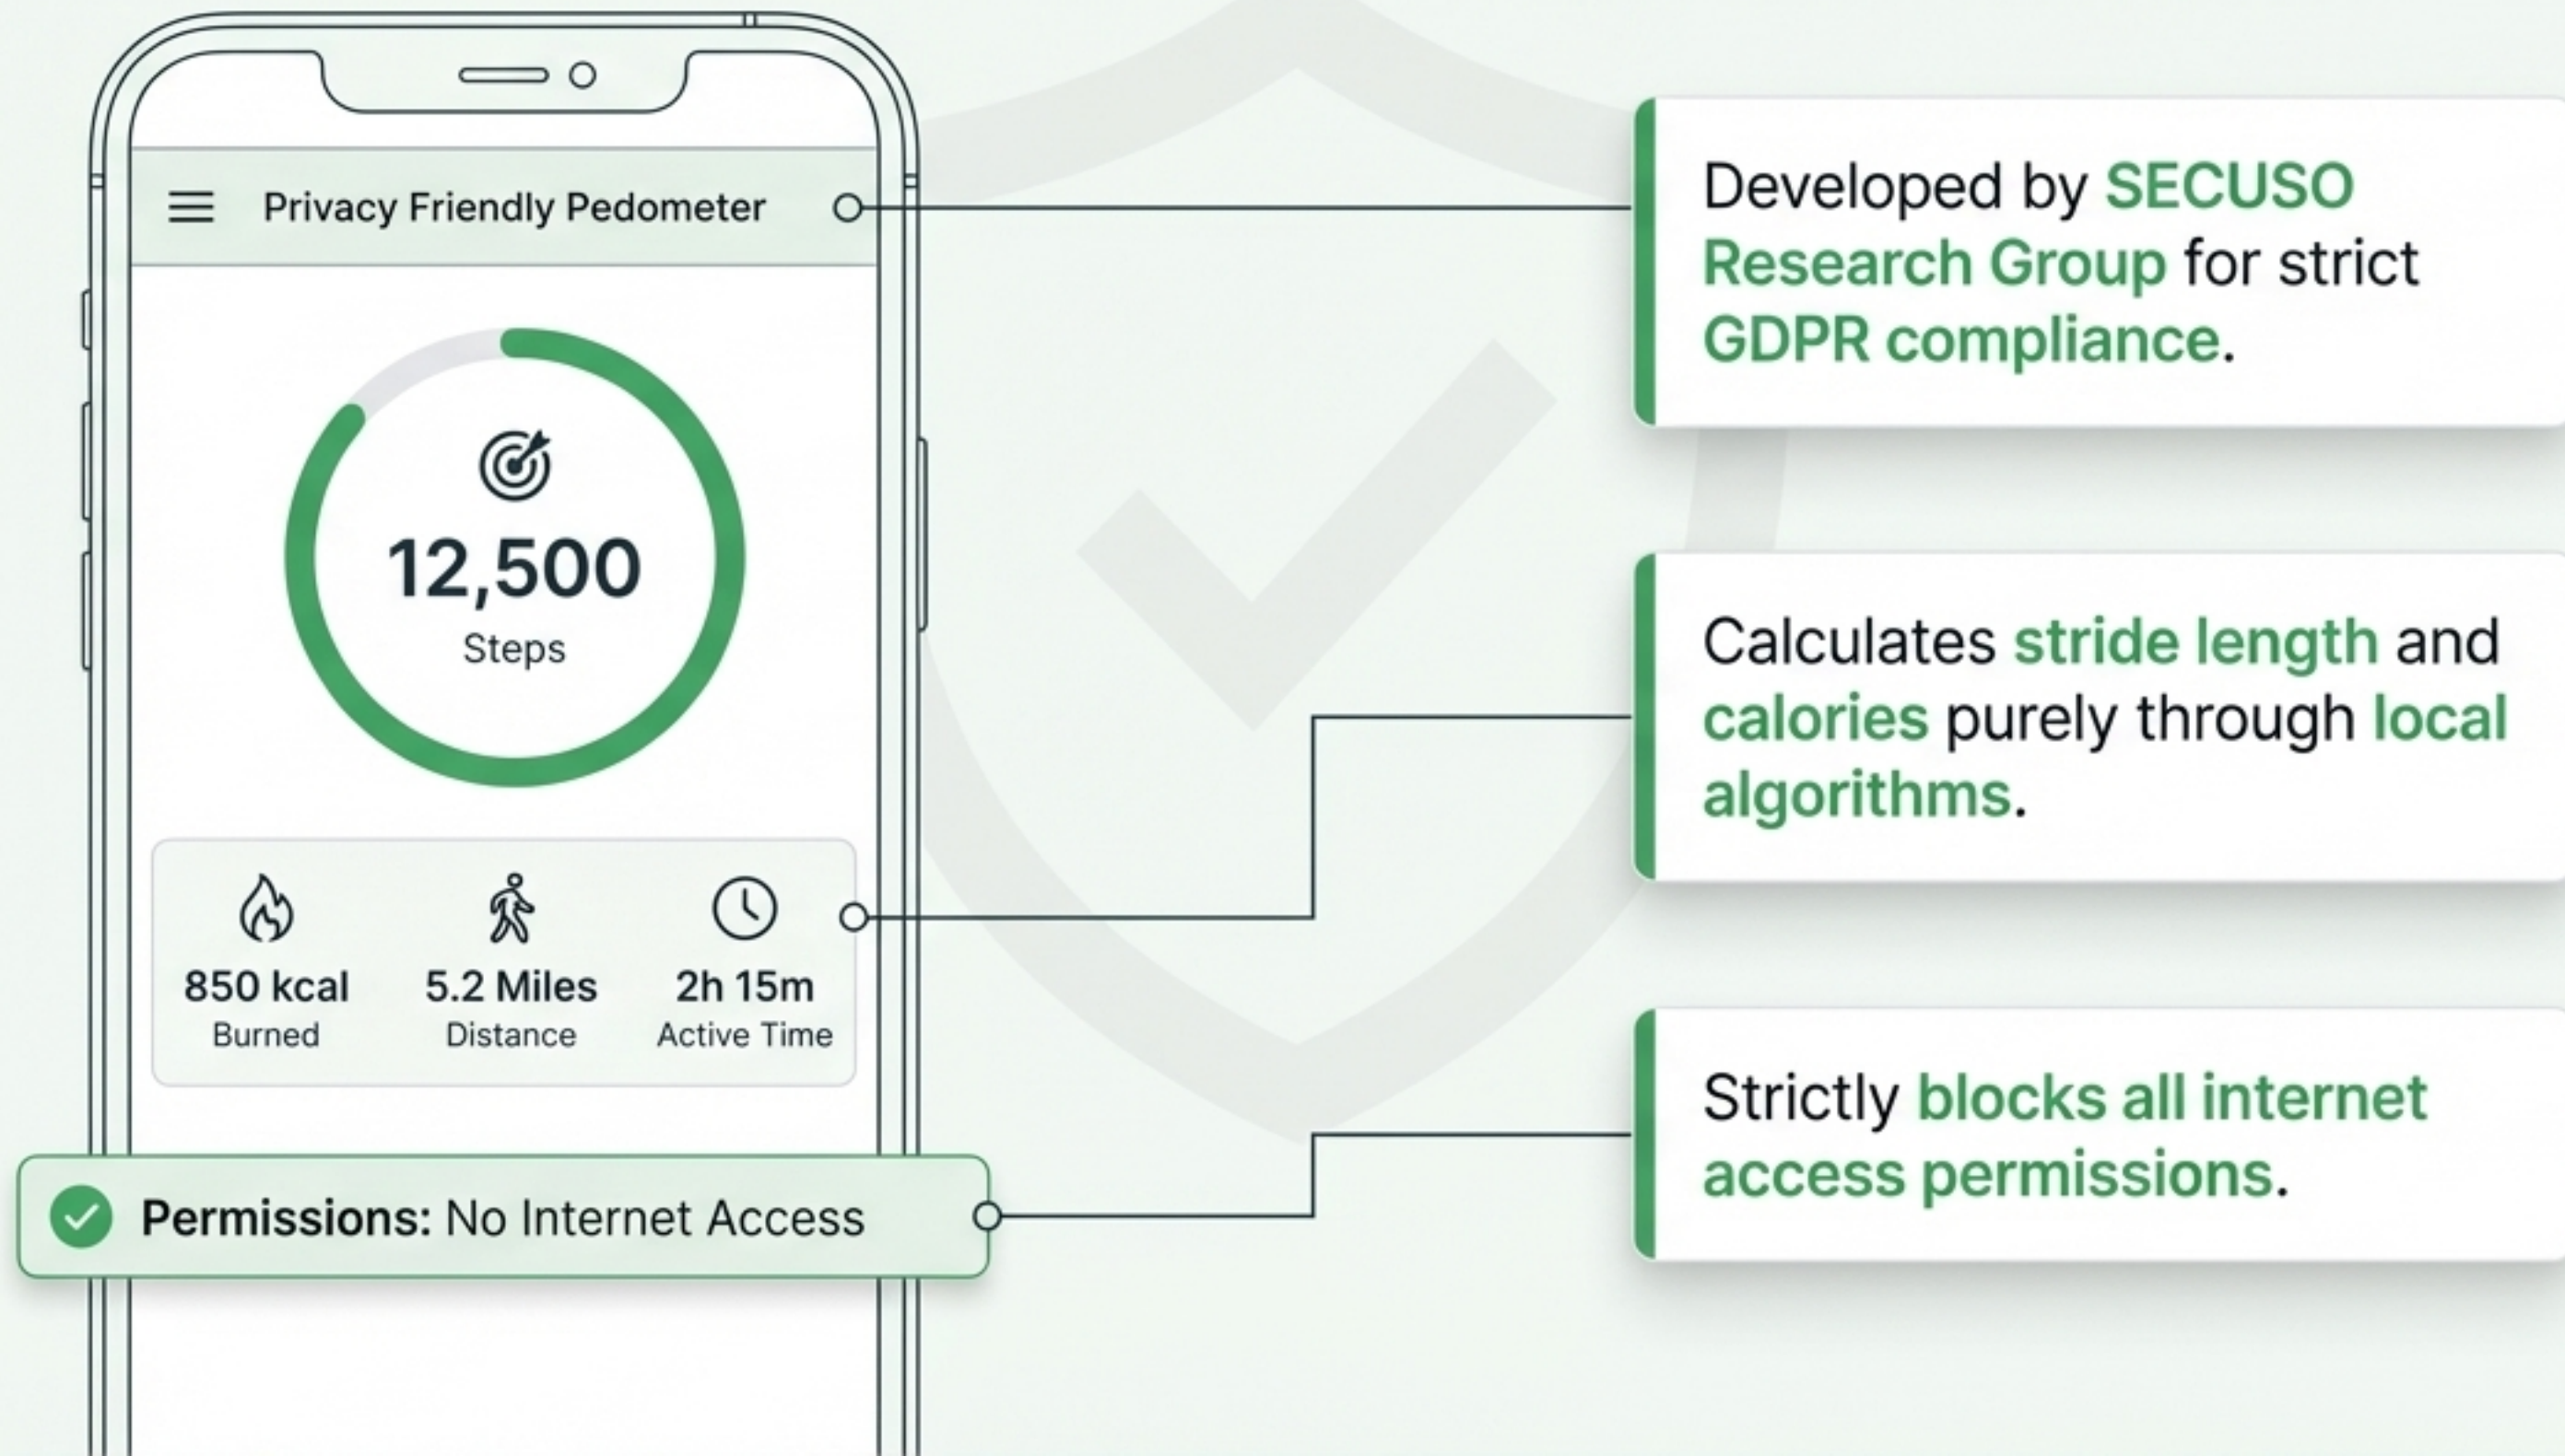 Privacy Friendly Pedometer
12,500
Steps
850 kcal
Burned
5.2 Miles
Distance
2h 15m
Active Time
Permissions: No Internet Access
Developed by SECUSO
Research Group for strict
GDPR compliance.
Calculates stride length and
calories purely through local
algorithms.
Strictly blocks all internet
access permissions.